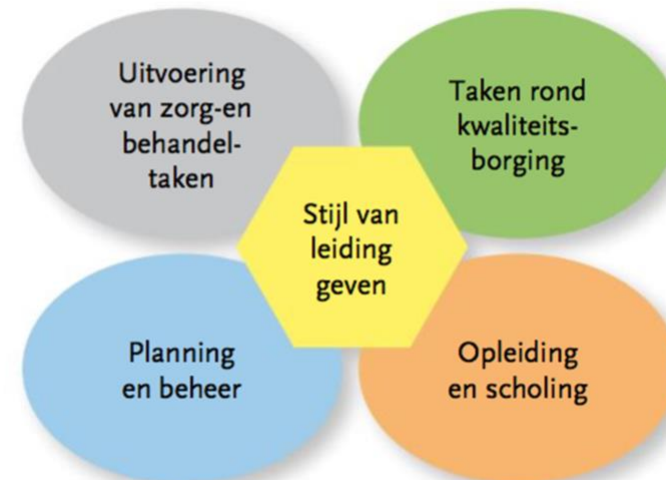 Uitvoering
van zorg-en
behandel-
taken
Taken rond
kwaliteits-
borging
Stijl van
leiding
geven
Planning
en beheer
Opleiding
en scholing